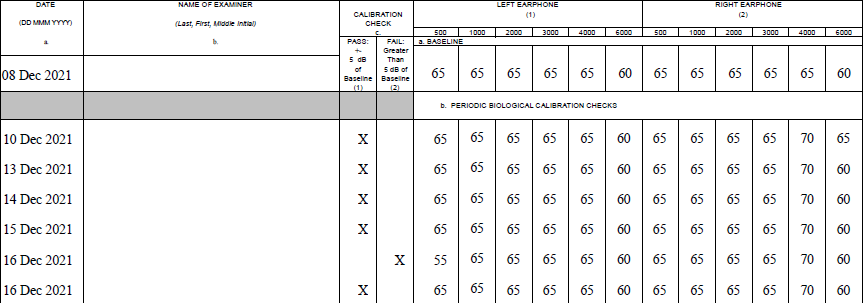 DATE
(DD MMM YYYY)
a.
NAME OF EXAMINER
(Last, First, Middle Initial)
b.
CALIBRATION
CHECK
c.
PASS:
+-
5 dB
of
Baseline
(1)
FAIL:
Greater
Than
5 dB of
Baseline
(2)
LEFT EARPHONE
(1)
RIGHT EARPHONE
(2)
500 1000 2000 3000 4000 6000 500 1000 2000 3000 4000 6000
a. BASELINE
08 Dec 2021 65 65 65 65 65 60 65 65 65 65 65 60
b. PERIODIC BIOLOGICAL CALIBRATION CHECKS
10 Dec 2021 X 65 65 65 65 65 60 65 65 65 65 70 65
13 Dec 2021 X 65 65 65 65 65 60 65 65 65 65 70 60
14 Dec 2021 X 65 65 65 65 65 60 65 65 65 65 70 60
15 Dec 2021 X 65 65 65 65 65 60 65 65 65 65 70 60
16 Dec 2021 X 55 65 65 65 65 60 65 65 65 65 70 60
16 Dec 2021 X 65 65 65 65 65 60 65 65 65 65 70 60